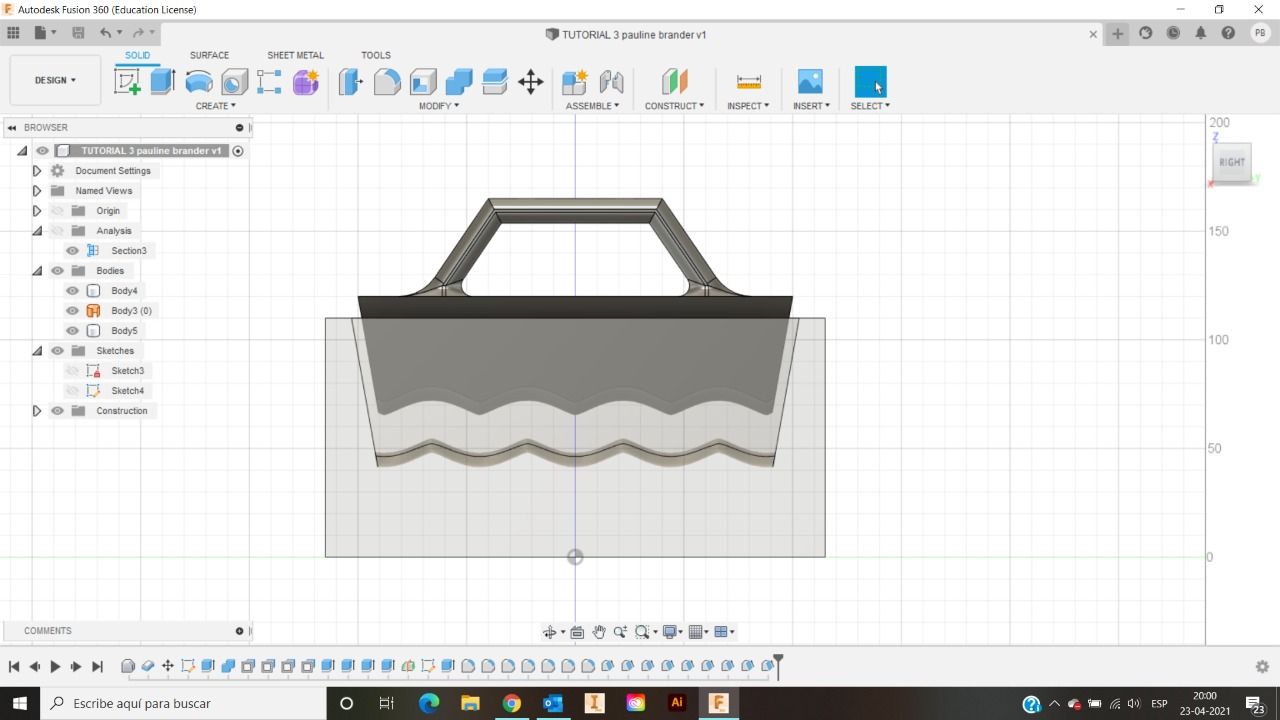 Autodesk Fusion 360 (Education License)
TUTORIAL 3 pauline brander v1
PB
DESIGN
SOLID SURFACE SHEET METAL TOOLS
CREATE MODIFY ASSEMBLE CONSTRUCT INSPECT INSERT SELECT
BROWSER
TUTORIAL 3 pauline brander v1
Document Settings
Named Views
Origin
Analysis
Section3
Bodies
Body4
Body3 (0)
Body5
Sketches
Sketch3
Sketch4
Construction
200
150
100
50
0
Z
RIGHT
X
Y
COMMENTS
Escribe aquí para buscar
Ai
ESP
20:00
23-04-2021
23